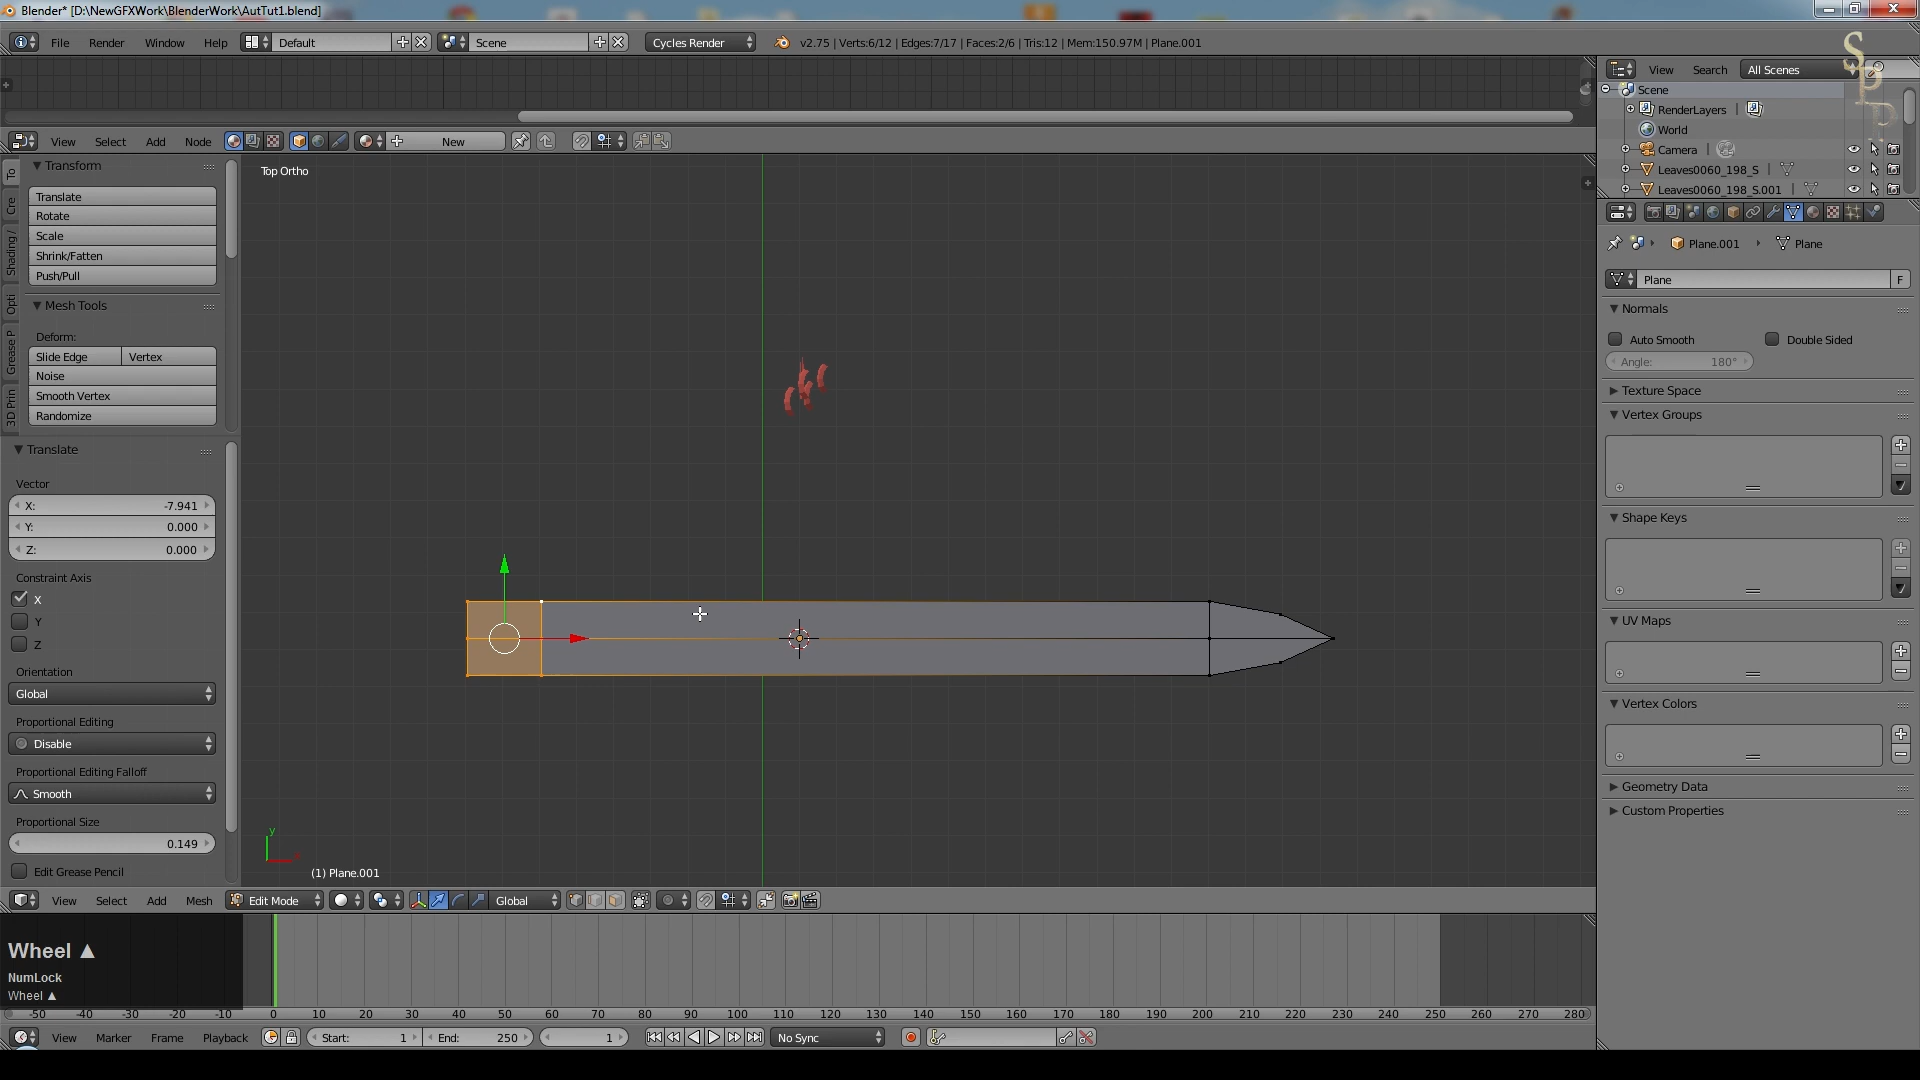 Blender* [D:\NewGFXWork\BlenderWork\AutTut1.blend]
File Render Window Help Default Scene Cycles Render v2.75 | Verts:6/12 | Edges:7/17 | Faces:2/6 | Tris:12 | Mem:150.97M | Plane.001
View Search All Scenes
Scene
RenderLayers
World
Camera
Leaves0060_198_S
Leaves0060_198_S.001
View Select Add Node New
To
Cre
Shading /
Opti
Grease P
3D Prin
Transform
Translate
Rotate
Scale
Shrink/Fatten
Push/Pull
Mesh Tools
Deform:
Slide Edge Vertex
Noise
Smooth Vertex
Randomize
Translate
Vector
X: -7.941
Y: 0.000
Z: 0.000
Constraint Axis
X
Y
Z
Orientation
Global
Proportional Editing
Disable
Proportional Editing Falloff
Smooth
Proportional Size
0.149
Edit Grease Pencil
Top Ortho
y
(1) Plane.001
Plane.001 Plane
Plane F
Normals
Auto Smooth Double Sided
Angle: 180°
Texture Space
Vertex Groups
Shape Keys
UV Maps
Vertex Colors
Geometry Data
Custom Properties
View Select Add Mesh Edit Mode Global
Wheel ▲
NumLock
Wheel ▲
-50 -40 -30 -20 -10 0 10 20 30 40 50 60 70 80 90 100 110 120 130 140 150 160 170 180 190 200 210 220 230 240 250 260 270 280
View Marker Frame Playback Start: 1 End: 250 1 No Sync